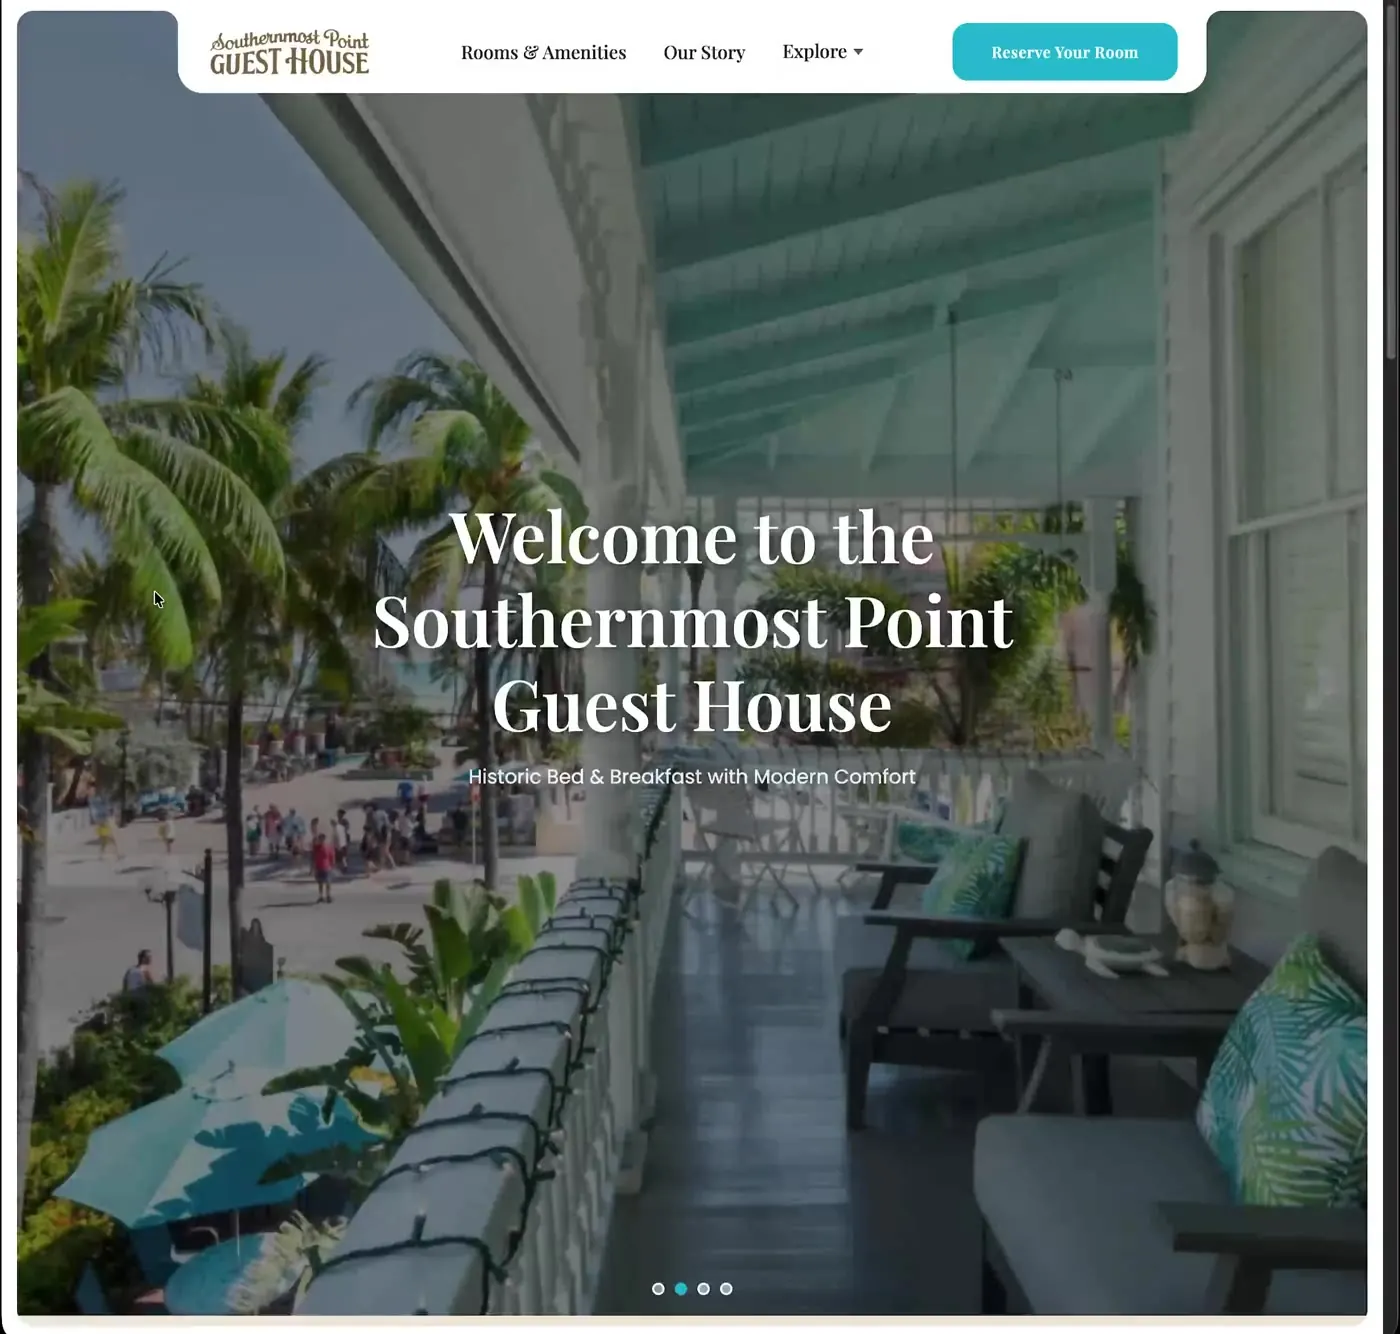 Southernmost Point
GUEST HOUSE
Rooms & Amenities
Our Story
Explore
Reserve Your Room
Welcome to the
Southernmost Point
Guest House
Historic Bed & Breakfast with Modern Comfort